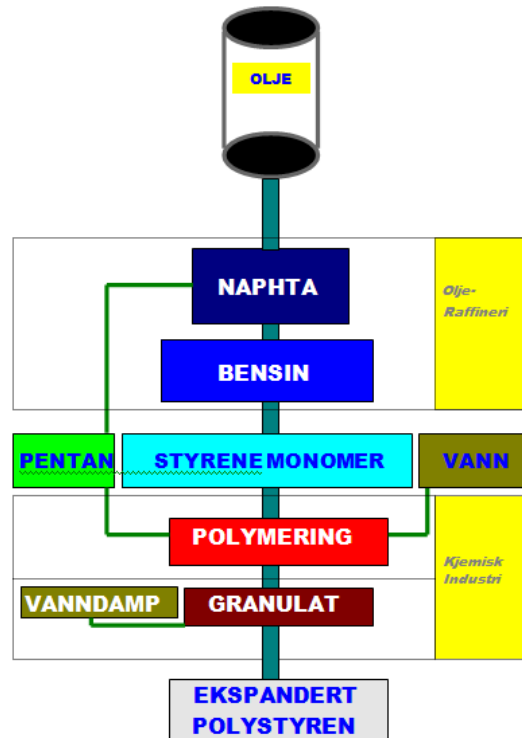 OLJE
NAPHTA
Olje-
Raffineri
BENSIN
PENTAN
STYRENE MONOMER
VANN
POLYMERING
Kjemisk
Industri
VANNDAMP
GRANULAT
EKSPANDERT
POLYSTYREN